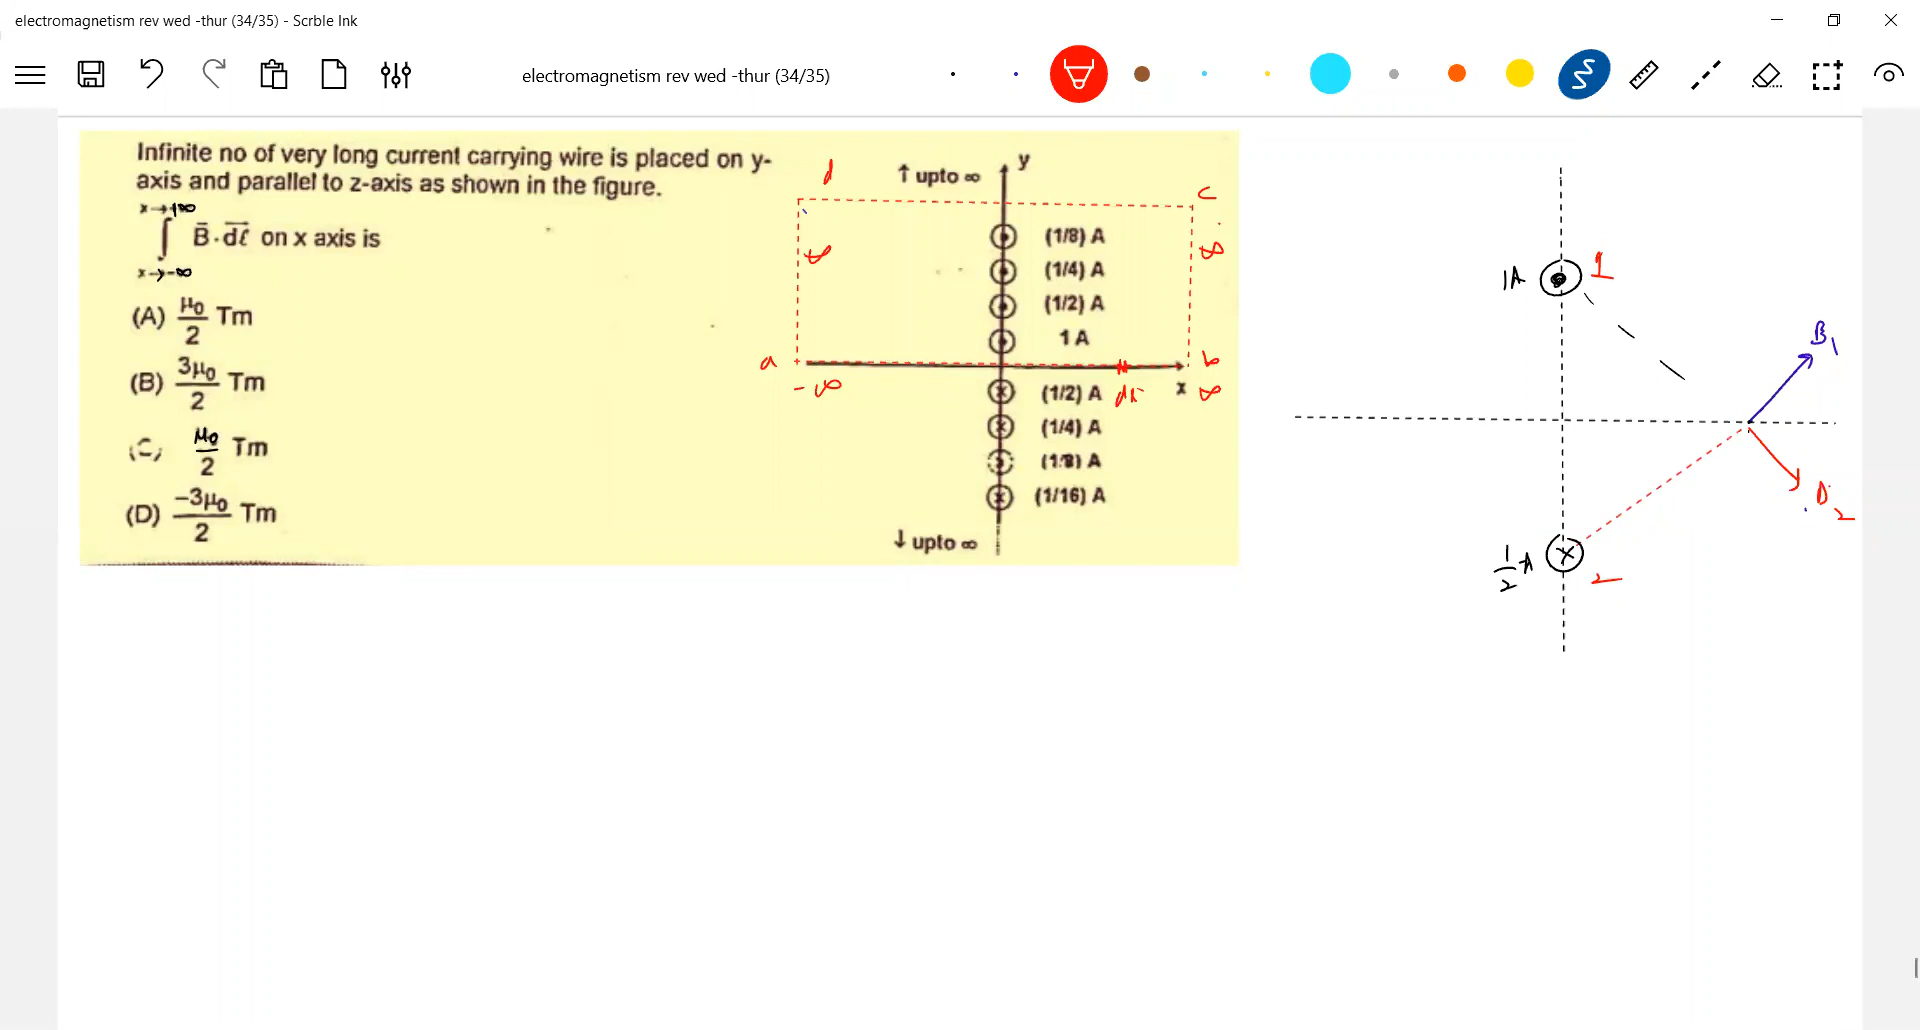 electromagnetism rev wed -thur (34/35) - Scrble Ink
electromagnetism rev wed -thur (34/35)
Infinite no of very long current carrying wire is placed on y-
axis and parallel to z-axis as shown in the figure.
x→+∞
∫ B̄·dℓ on x axis is
x→-∞
(A) μ₀/2 Tm
(B) 3μ₀/2 Tm
(C) μ₀/2 Tm
(D) -3μ₀/2 Tm
d
↑ upto ∞
y
c
∞
(1/8) A
∞
(1/4) A
(1/2) A
1 A
a
b
-∞
(1/2) A
x
∞
(1/4) A
(1/8) A
(1/16) A
↓ upto ∞
1A
1
B₁
1/2 A
2